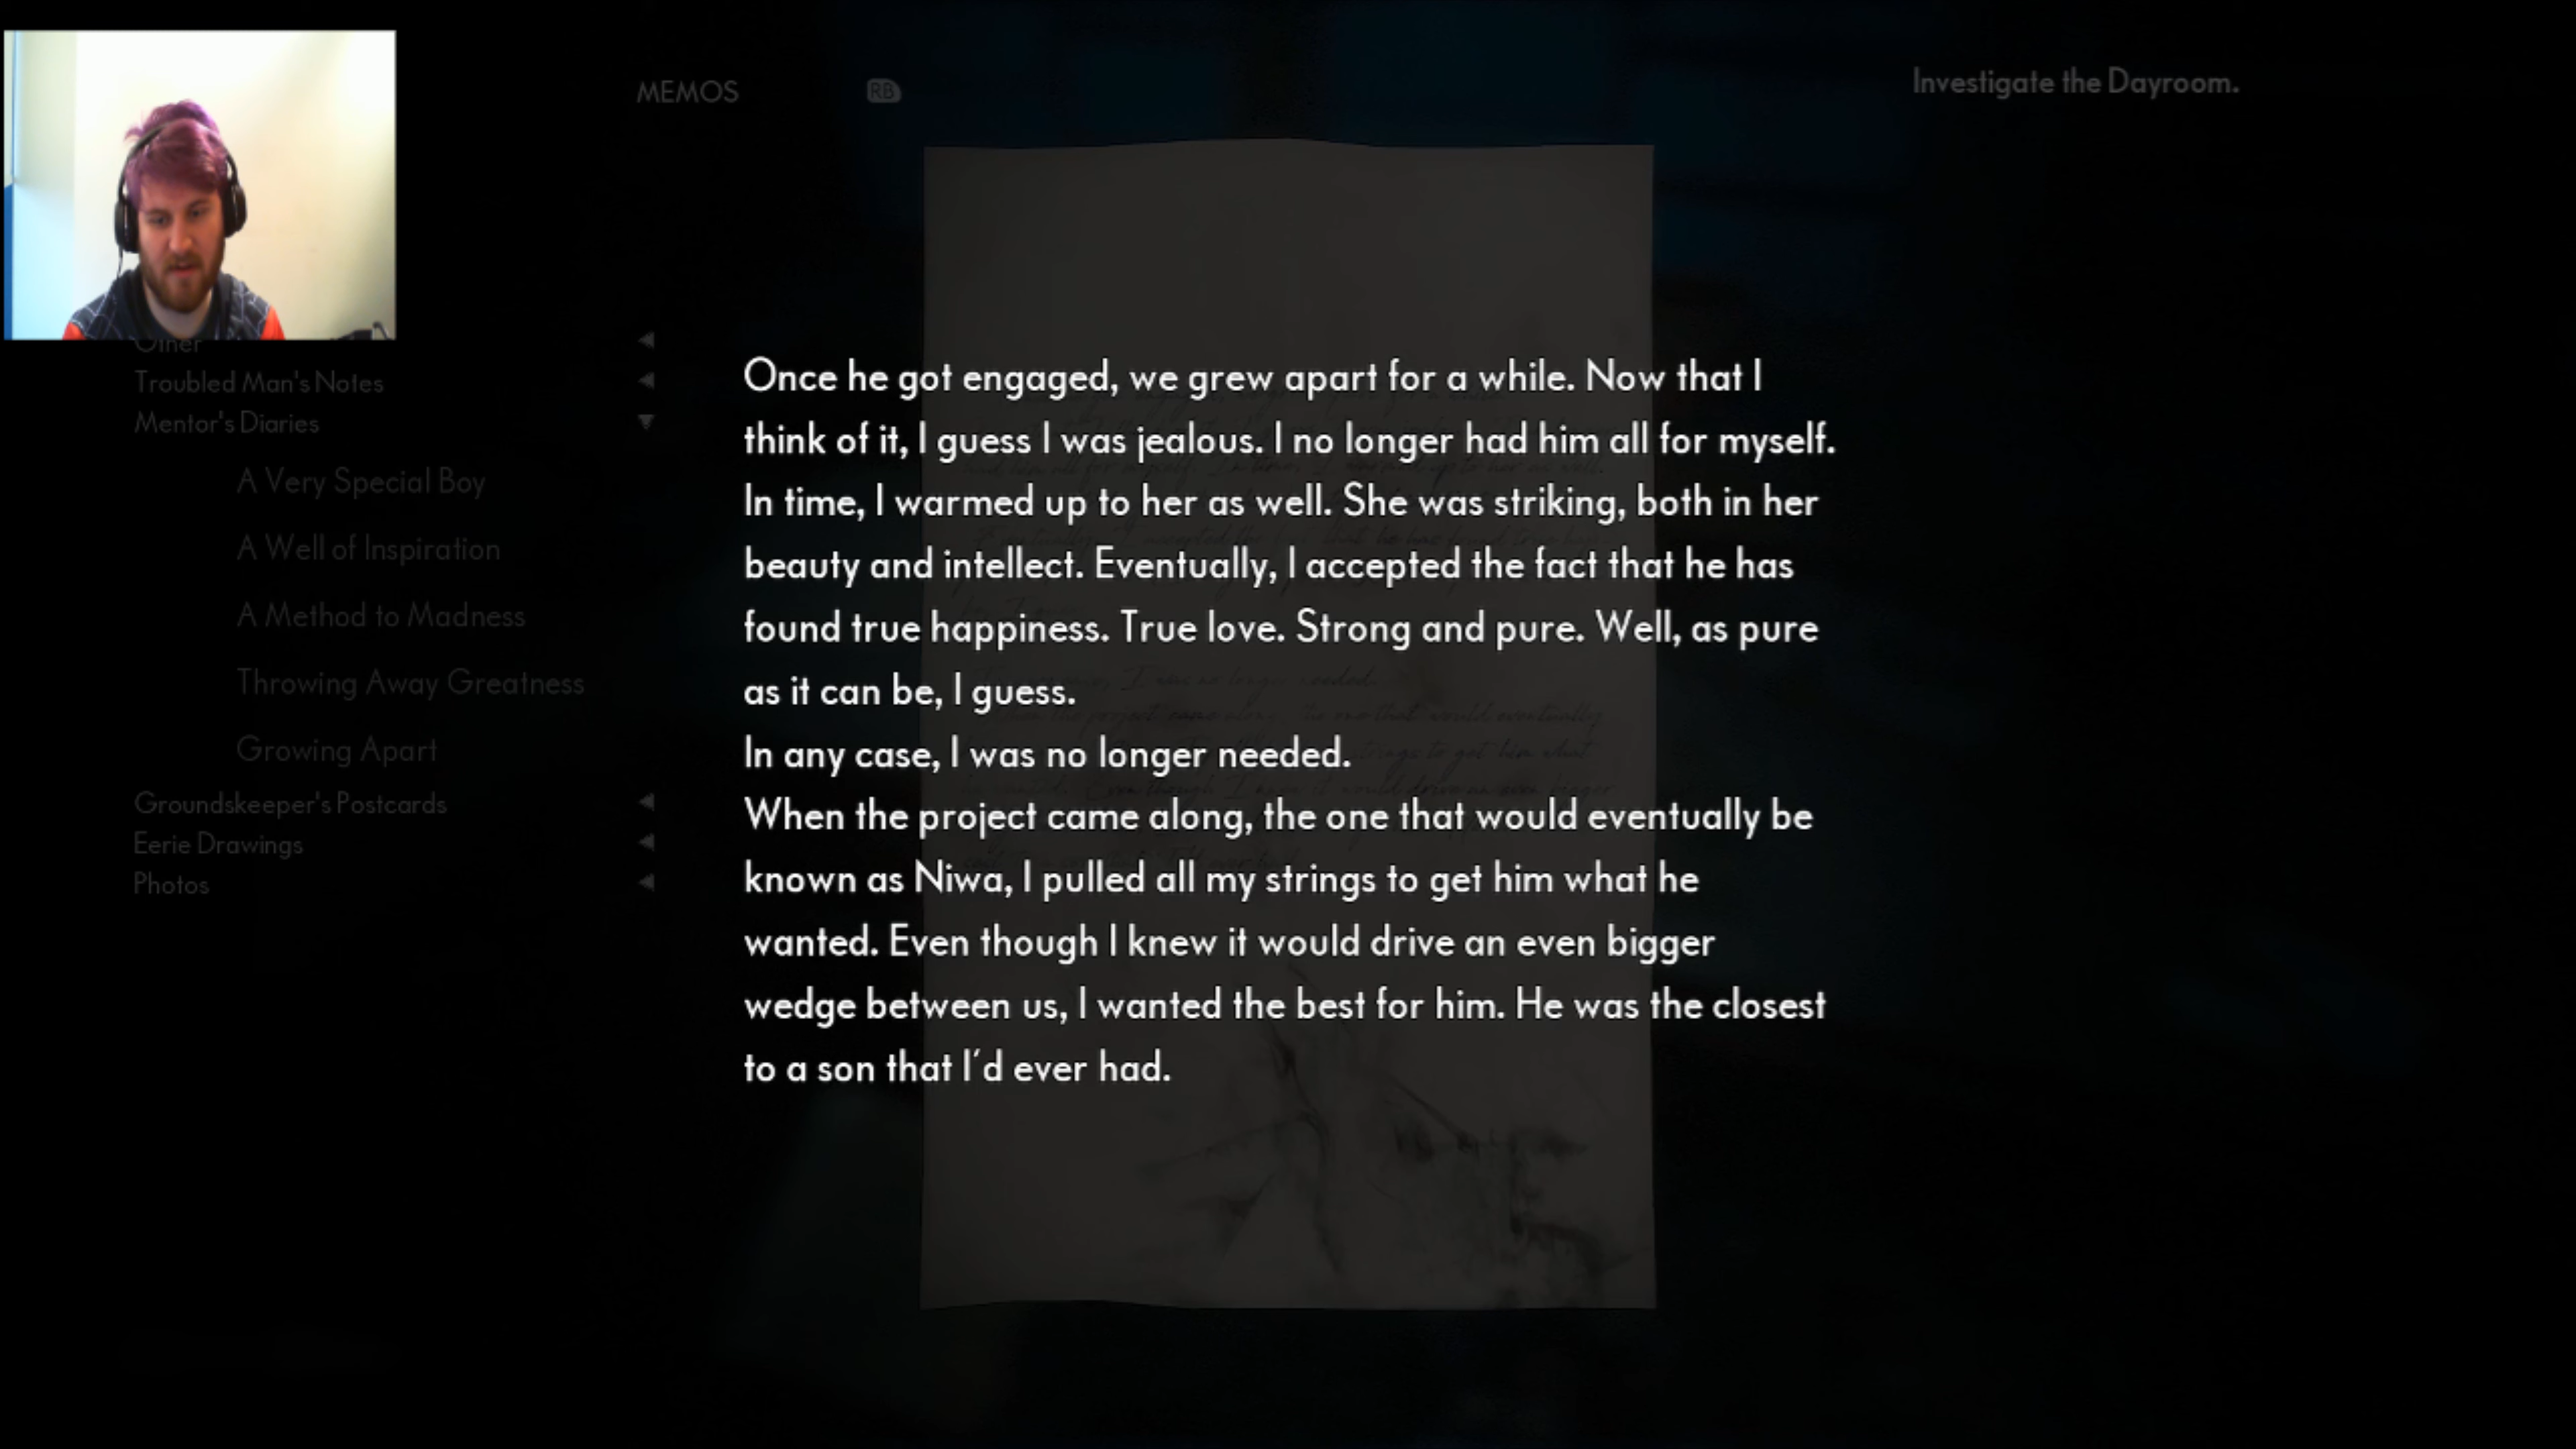 MEMOS
RB
Investigate the Dayroom.
Other
Troubled Man's Notes
Mentor's Diaries
A Very Special Boy
A Well of Inspiration
A Method to Madness
Throwing Away Greatness
Growing Apart
Groundskeeper's Postcards
Eerie Drawings
Photos
Once he got engaged, we grew apart for a while. Now that I
think of it, I guess I was jealous. I no longer had him all for myself.
In time, I warmed up to her as well. She was striking, both in her
beauty and intellect. Eventually, I accepted the fact that he has
found true happiness. True love. Strong and pure. Well, as pure
as it can be, I guess.
In any case, I was no longer needed.
When the project came along, the one that would eventually be
known as Niwa, I pulled all my strings to get him what he
wanted. Even though I knew it would drive an even bigger
wedge between us, I wanted the best for him. He was the closest
to a son that I´d ever had.